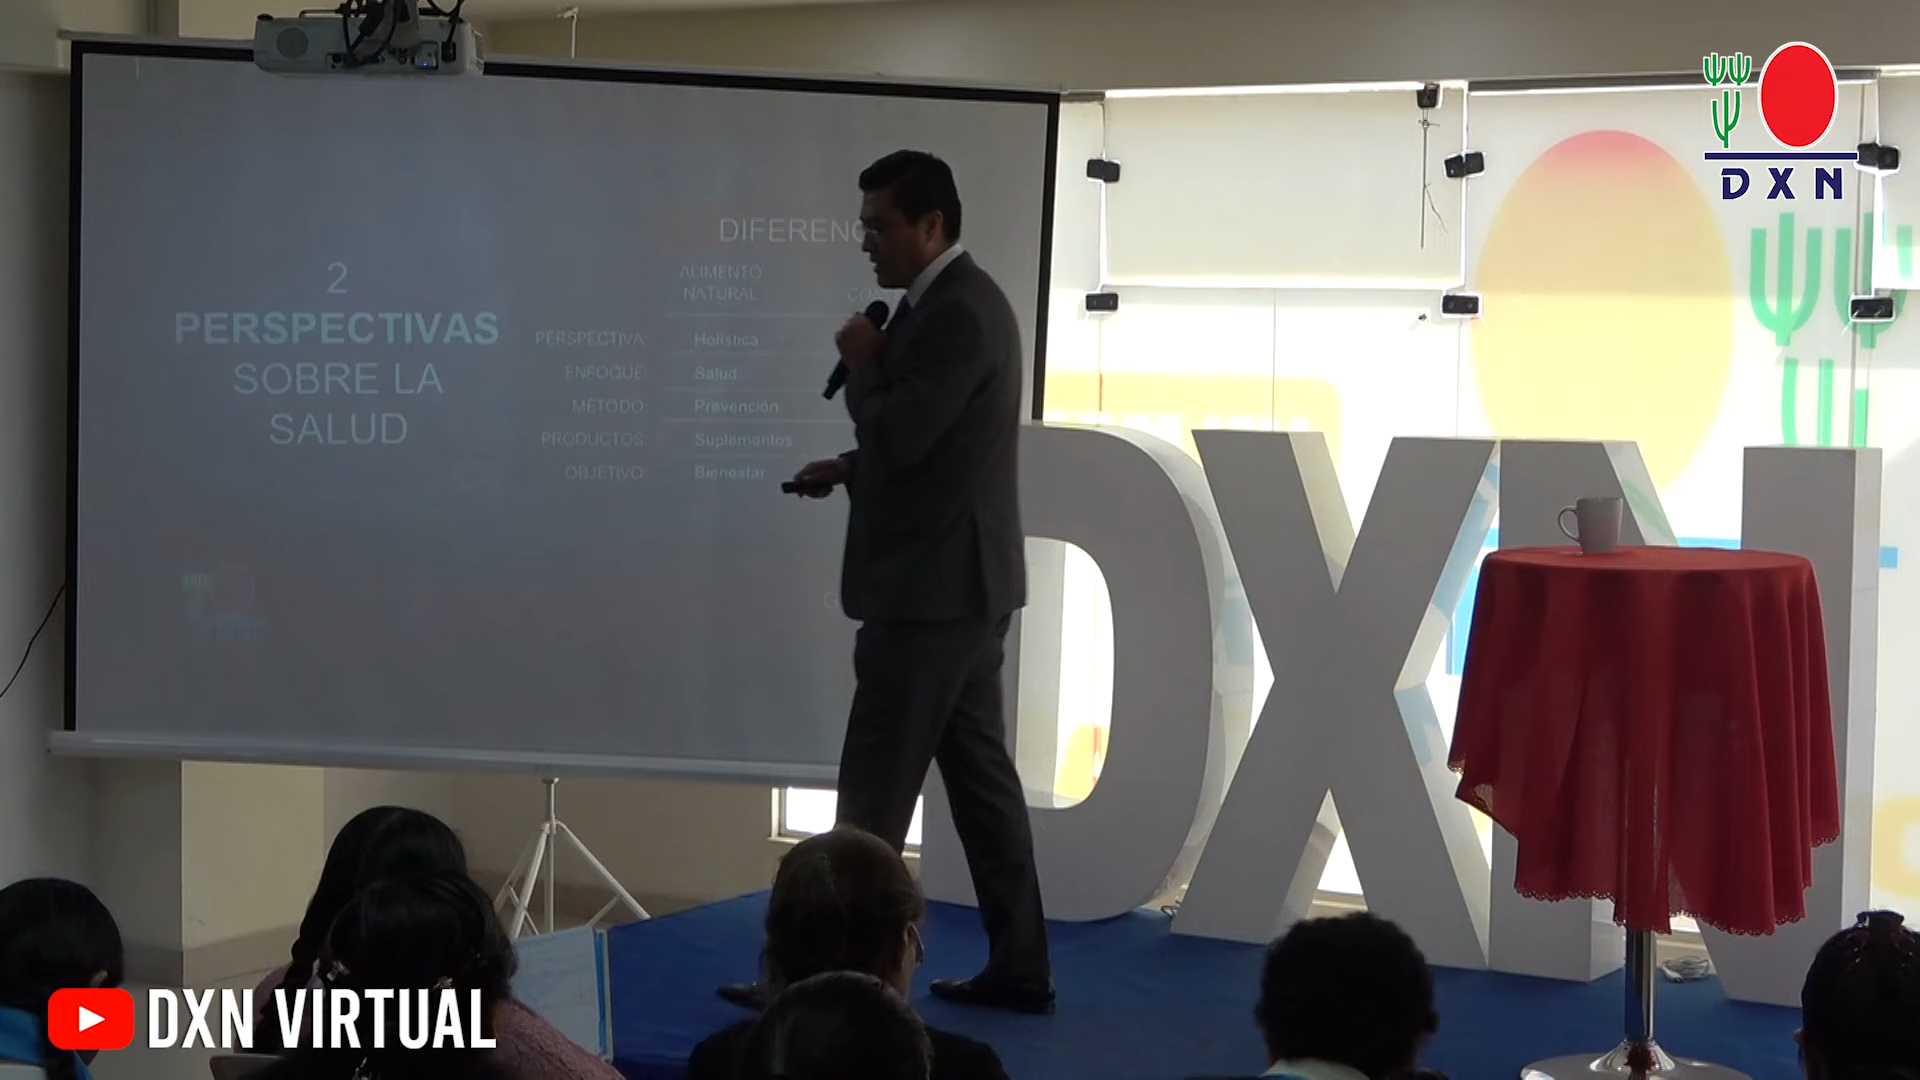 DXN
2
PERSPECTIVAS
SOBRE LA
SALUD
ALIMENTO
NATURAL
PERSPECTIVA: Holística
ENFOQUE: Salud
MÉTODO: Prevención
PRODUCTOS: Suplementos
OBJETIVO: Bienestar
DXN
DXN VIRTUAL